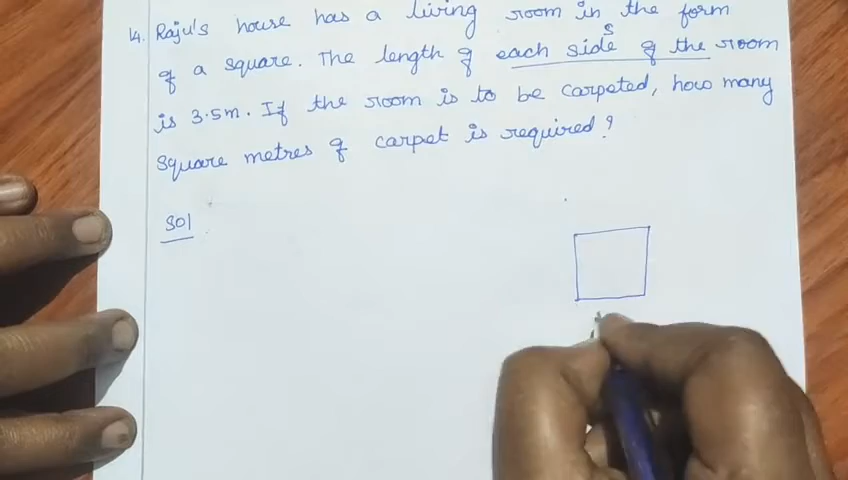 14. Raju's house has a living room in the form
of a square. The length of each side of the room
is 3.5m. If the room is to be carpeted, how many
square metres of carpet is required?
Sol